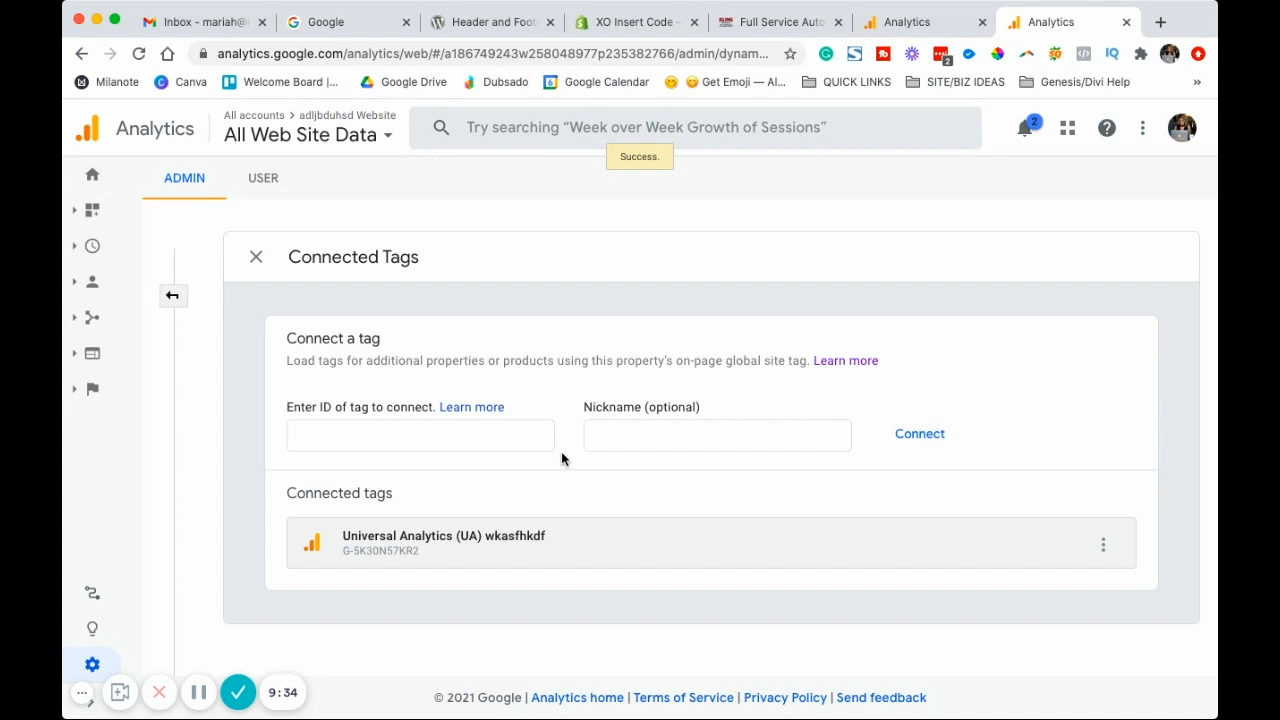 Inbox - mariah@r
Google
Header and Foot
XO Insert Code -
Full Service Auto
Analytics
Analytics
analytics.google.com/analytics/web/#/a186749243w258048977p235382766/admin/dynam...
2
IQ
Milanote
Canva
Welcome Board |...
Google Drive
Dubsado
6
Google Calendar
Get Emoji — Al...
QUICK LINKS
SITE/BIZ IDEAS
Genesis/Divi Help
»
Analytics
All accounts > adljbduhsd Website
All Web Site Data
Try searching “Week over Week Growth of Sessions”
2
Success.
ADMIN
USER
Connected Tags
Connect a tag
Load tags for additional properties or products using this property's on-page global site tag. Learn more
Enter ID of tag to connect. Learn more
Nickname (optional)
Connect
Connected tags
Universal Analytics (UA) wkasfhkdf
G-5K30N57KR2
9:34
© 2021 Google | Analytics home | Terms of Service | Privacy Policy | Send feedback